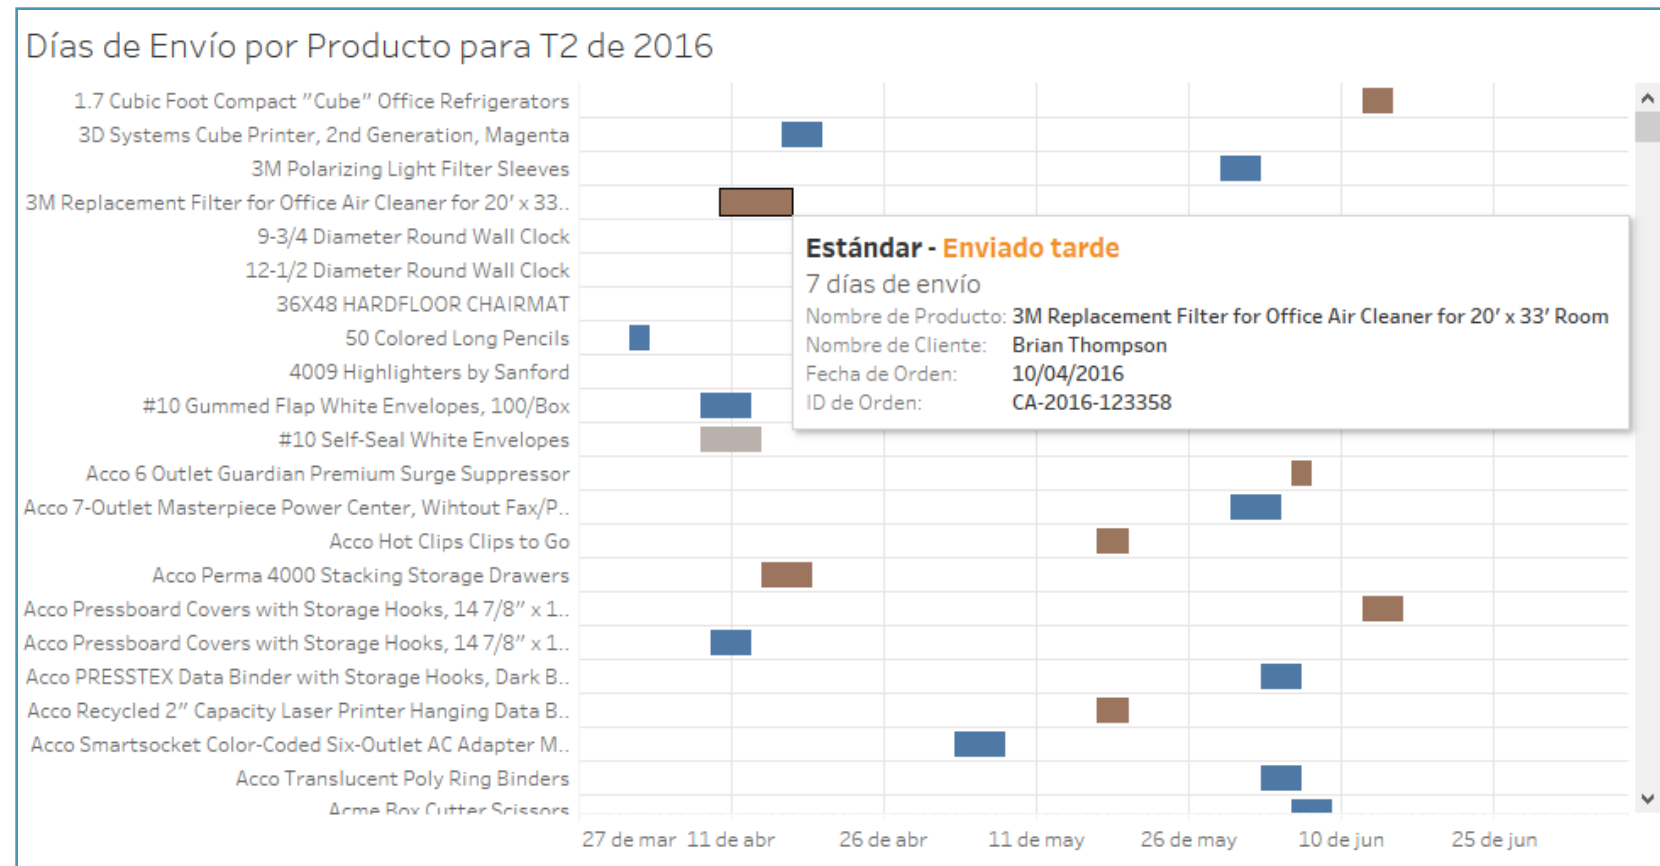 Días de Envío por Producto para T2 de 2016
1.7 Cubic Foot Compact "Cube" Office Refrigerators
3D Systems Cube Printer, 2nd Generation, Magenta
3M Polarizing Light Filter Sleeves
3M Replacement Filter for Office Air Cleaner for 20' x 33..
9-3/4 Diameter Round Wall Clock
12-1/2 Diameter Round Wall Clock
36X48 HARDFLOOR CHAIRMAT
50 Colored Long Pencils
4009 Highlighters by Sanford
#10 Gummed Flap White Envelopes, 100/Box
#10 Self-Seal White Envelopes
Acco 6 Outlet Guardian Premium Surge Suppressor
Acco 7-Outlet Masterpiece Power Center, Wihtout Fax/P..
Acco Hot Clips Clips to Go
Acco Perma 4000 Stacking Storage Drawers
Acco Pressboard Covers with Storage Hooks, 14 7/8" x 1..
Acco Pressboard Covers with Storage Hooks, 14 7/8" x 1..
Acco PRESSTEX Data Binder with Storage Hooks, Dark B..
Acco Recycled 2" Capacity Laser Printer Hanging Data B..
Acco Smartsocket Color-Coded Six-Outlet AC Adapter M..
Acco Translucent Poly Ring Binders
Acme Box Cutter Scissors
Estándar - Enviado tarde
7 días de envío
Nombre de Producto: 3M Replacement Filter for Office Air Cleaner for 20' x 33' Room
Nombre de Cliente: Brian Thompson
Fecha de Orden: 10/04/2016
ID de Orden: CA-2016-123358
27 de mar 11 de abr 26 de abr 11 de may 26 de may 10 de jun 25 de jun